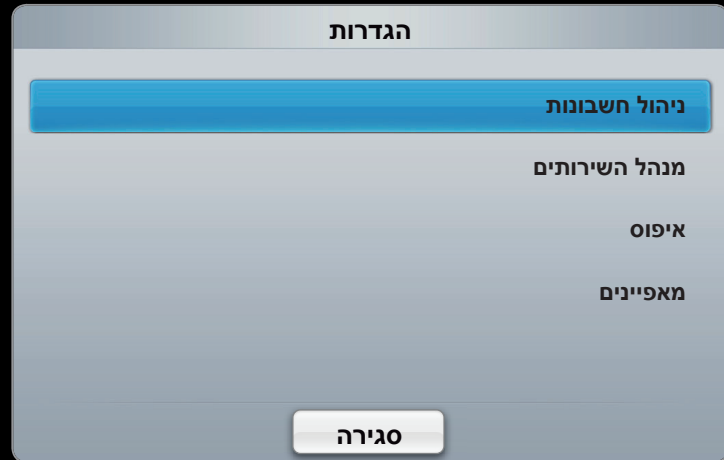 הגדרות
ניהול חשבונות
מנהל השירותים
איפוס
מאפיינים
סגירה